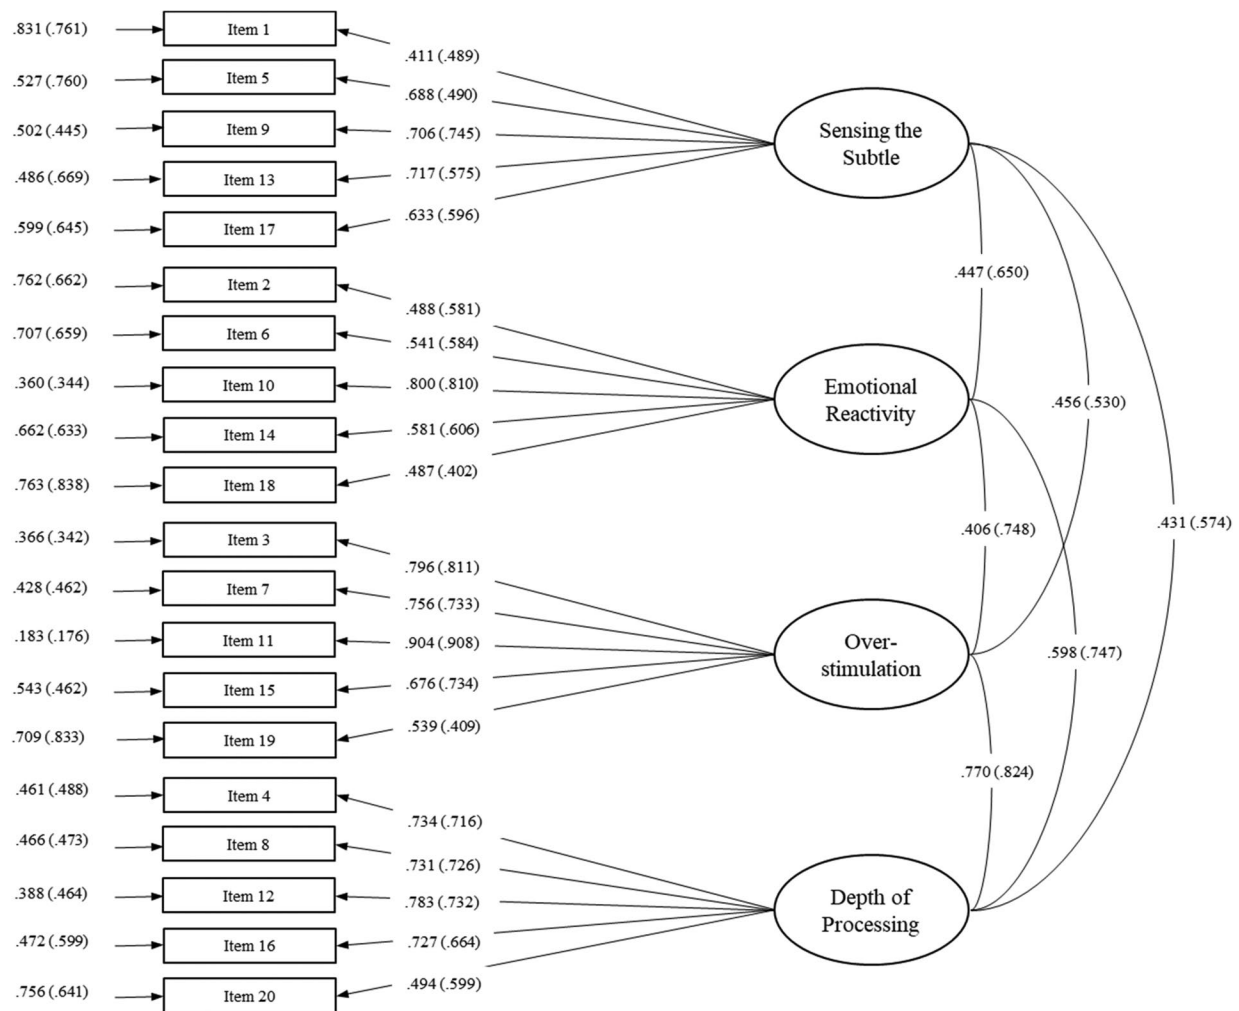 .831 (.761) Item 1 .411 (.489)
.527 (.760) Item 5 .688 (.490)
.502 (.445) Item 9 .706 (.745)
.486 (.669) Item 13 .717 (.575)
.599 (.645) Item 17 .633 (.596)
Sensing the
Subtle
.762 (.662) Item 2 .488 (.581)
.707 (.659) Item 6 .541 (.584)
.360 (.344) Item 10 .800 (.810)
.662 (.633) Item 14 .581 (.606)
.763 (.838) Item 18 .487 (.402)
Emotional
Reactivity
.366 (.342) Item 3 .796 (.811)
.428 (.462) Item 7 .756 (.733)
.183 (.176) Item 11 .904 (.908)
.543 (.462) Item 15 .676 (.734)
.709 (.833) Item 19 .539 (.409)
Over-
stimulation
.461 (.488) Item 4 .734 (.716)
.466 (.473) Item 8 .731 (.726)
.388 (.464) Item 12 .783 (.732)
.472 (.599) Item 16 .727 (.664)
.756 (.641) Item 20 .494 (.599)
Depth of
Processing
.447 (.650)
.456 (.530)
.431 (.574)
.406 (.748)
.598 (.747)
.770 (.824)